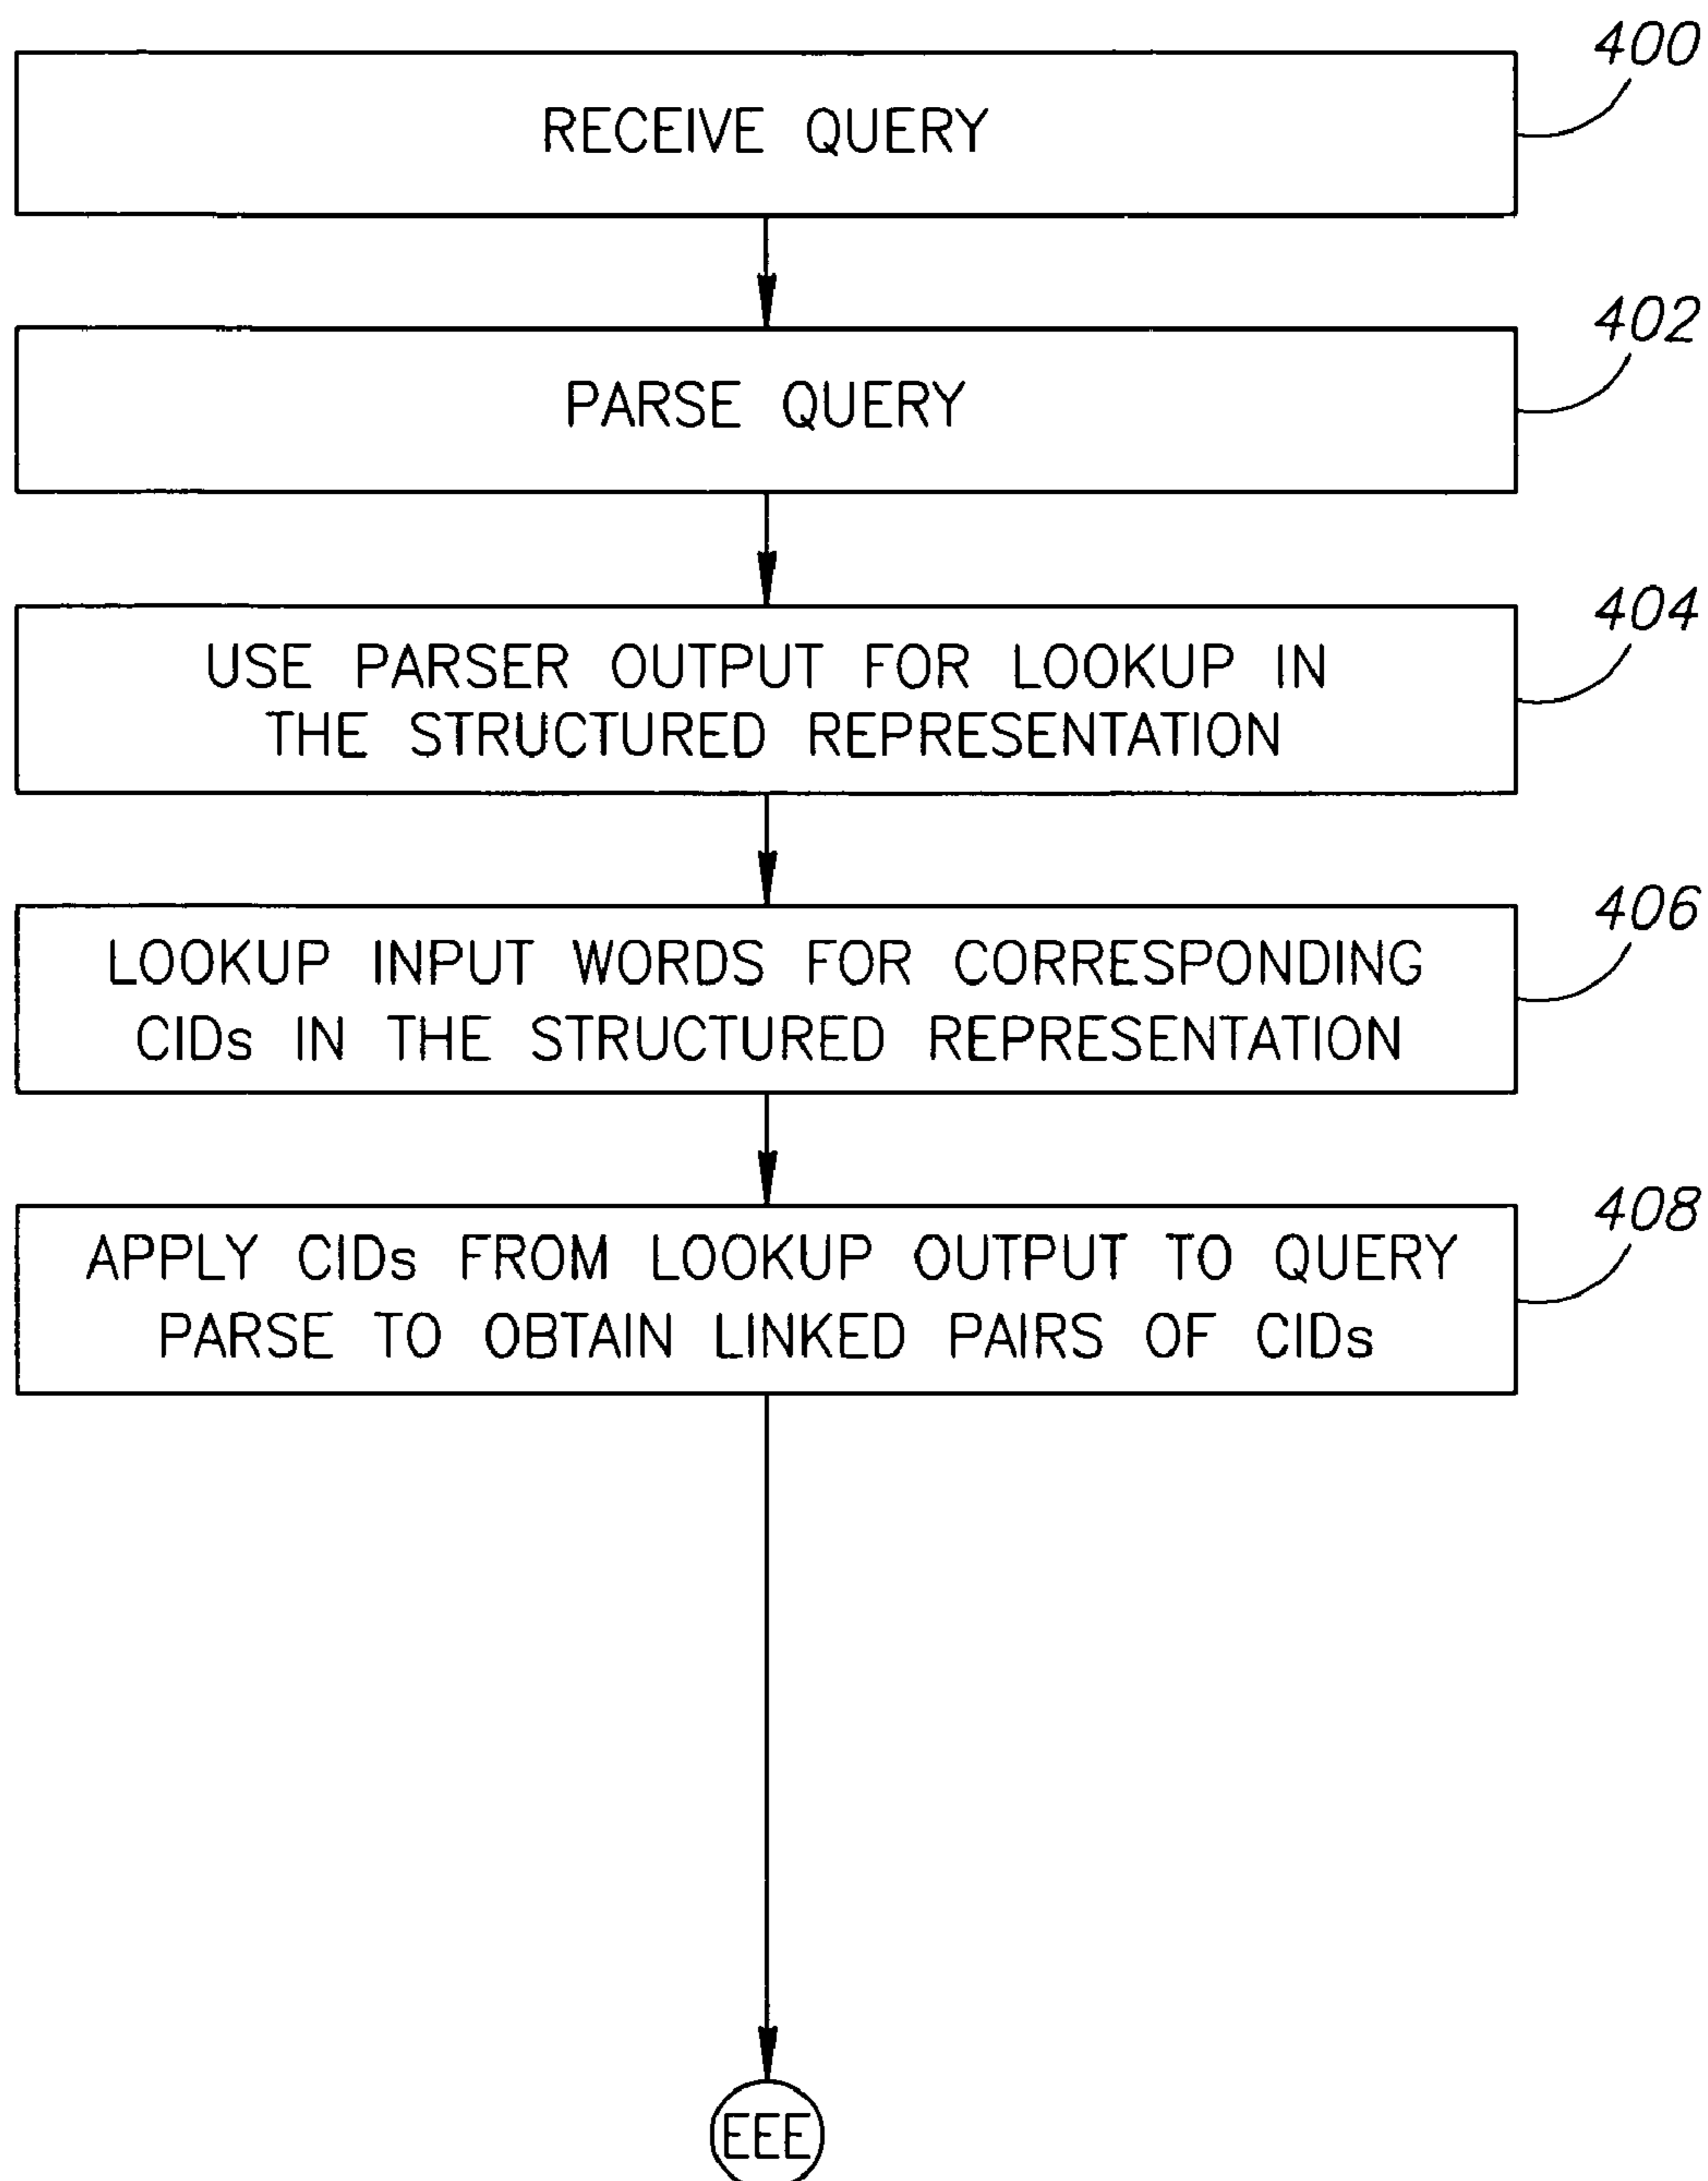 400
RECEIVE QUERY
402
PARSE QUERY
404
USE PARSER OUTPUT FOR LOOKUP IN
THE STRUCTURED REPRESENTATION
406
LOOKUP INPUT WORDS FOR CORRESPONDING
CIDs IN THE STRUCTURED REPRESENTATION
408
APPLY CIDs FROM LOOKUP OUTPUT TO QUERY
PARSE TO OBTAIN LINKED PAIRS OF CIDs
EEE